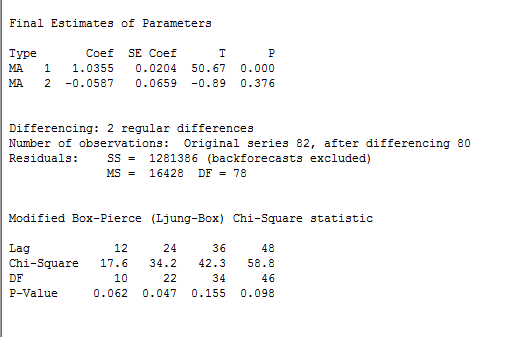 Final Estimates of Parameters
Type Coef SE Coef T P
MA 1 1.0355 0.0204 50.67 0.000
MA 2 -0.0587 0.0659 -0.89 0.376
Differencing: 2 regular differences
Number of observations: Original series 82, after differencing 80
Residuals: SS = 1281386 (backforecasts excluded)
MS = 16428 DF = 78
Modified Box-Pierce (Ljung-Box) Chi-Square statistic
Lag 12 24 36 48
Chi-Square 17.6 34.2 42.3 58.8
DF 10 22 34 46
P-Value 0.062 0.047 0.155 0.098